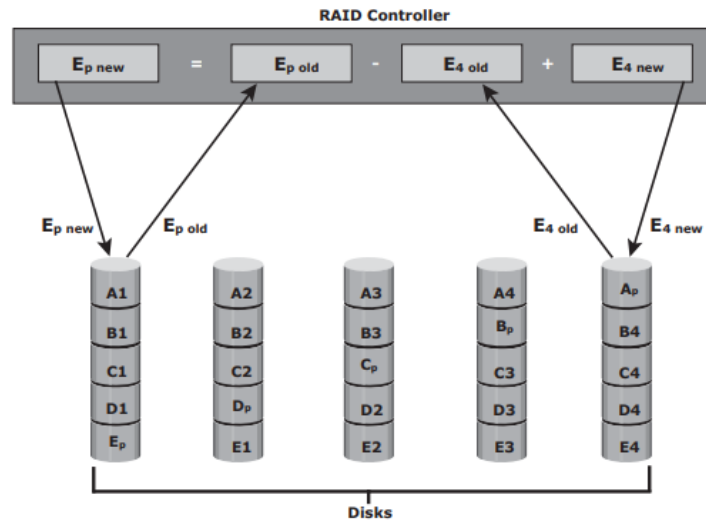 RAID Controller
Ep new = Ep old - E4 old + E4 new
Ep new Ep old E4 old E4 new
A1 A2 A3 A4 Ap
B1 B2 B3 Bp B4
C1 C2 Cp C3 C4
D1 Dp D2 D3 D4
Ep E1 E2 E3 E4
Disks